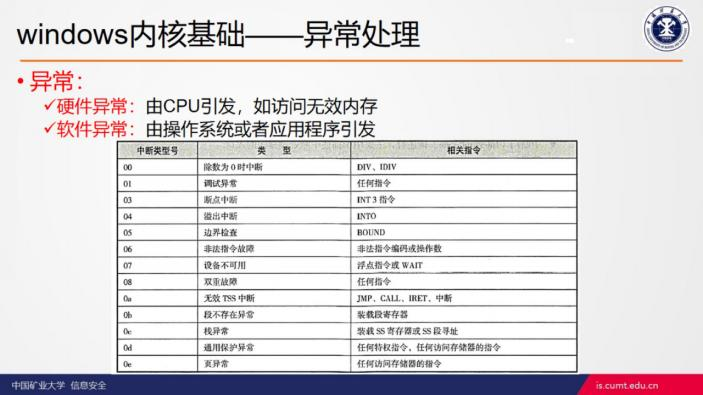 windows内核基础——异常处理
• 异常：
✓硬件异常：由CPU引发，如访问无效内存
✓软件异常：由操作系统或者应用程序引发
中断类型号 类 型 相关指令
00 除数为0时中断 DIV、IDIV
01 调试异常 任何指令
03 断点中断 INT 3 指令
04 溢出中断 INTO
05 边界检查 BOUND
06 非法指令故障 非法指令编码或操作数
07 设备不可用 浮点指令或 WAIT
08 双重故障 任何指令
0a 无效 TSS 中断 JMP、CALL、IRET、中断
0b 段不存在异常 装载段寄存器
0c 栈异常 装载 SS 寄存器或 SS 段寻址
0d 通用保护异常 任何特权指令、任何访问存储器的指令
0e 页异常 任何访问存储器的指令
中国矿业大学 信息安全 is.cumt.edu.cn